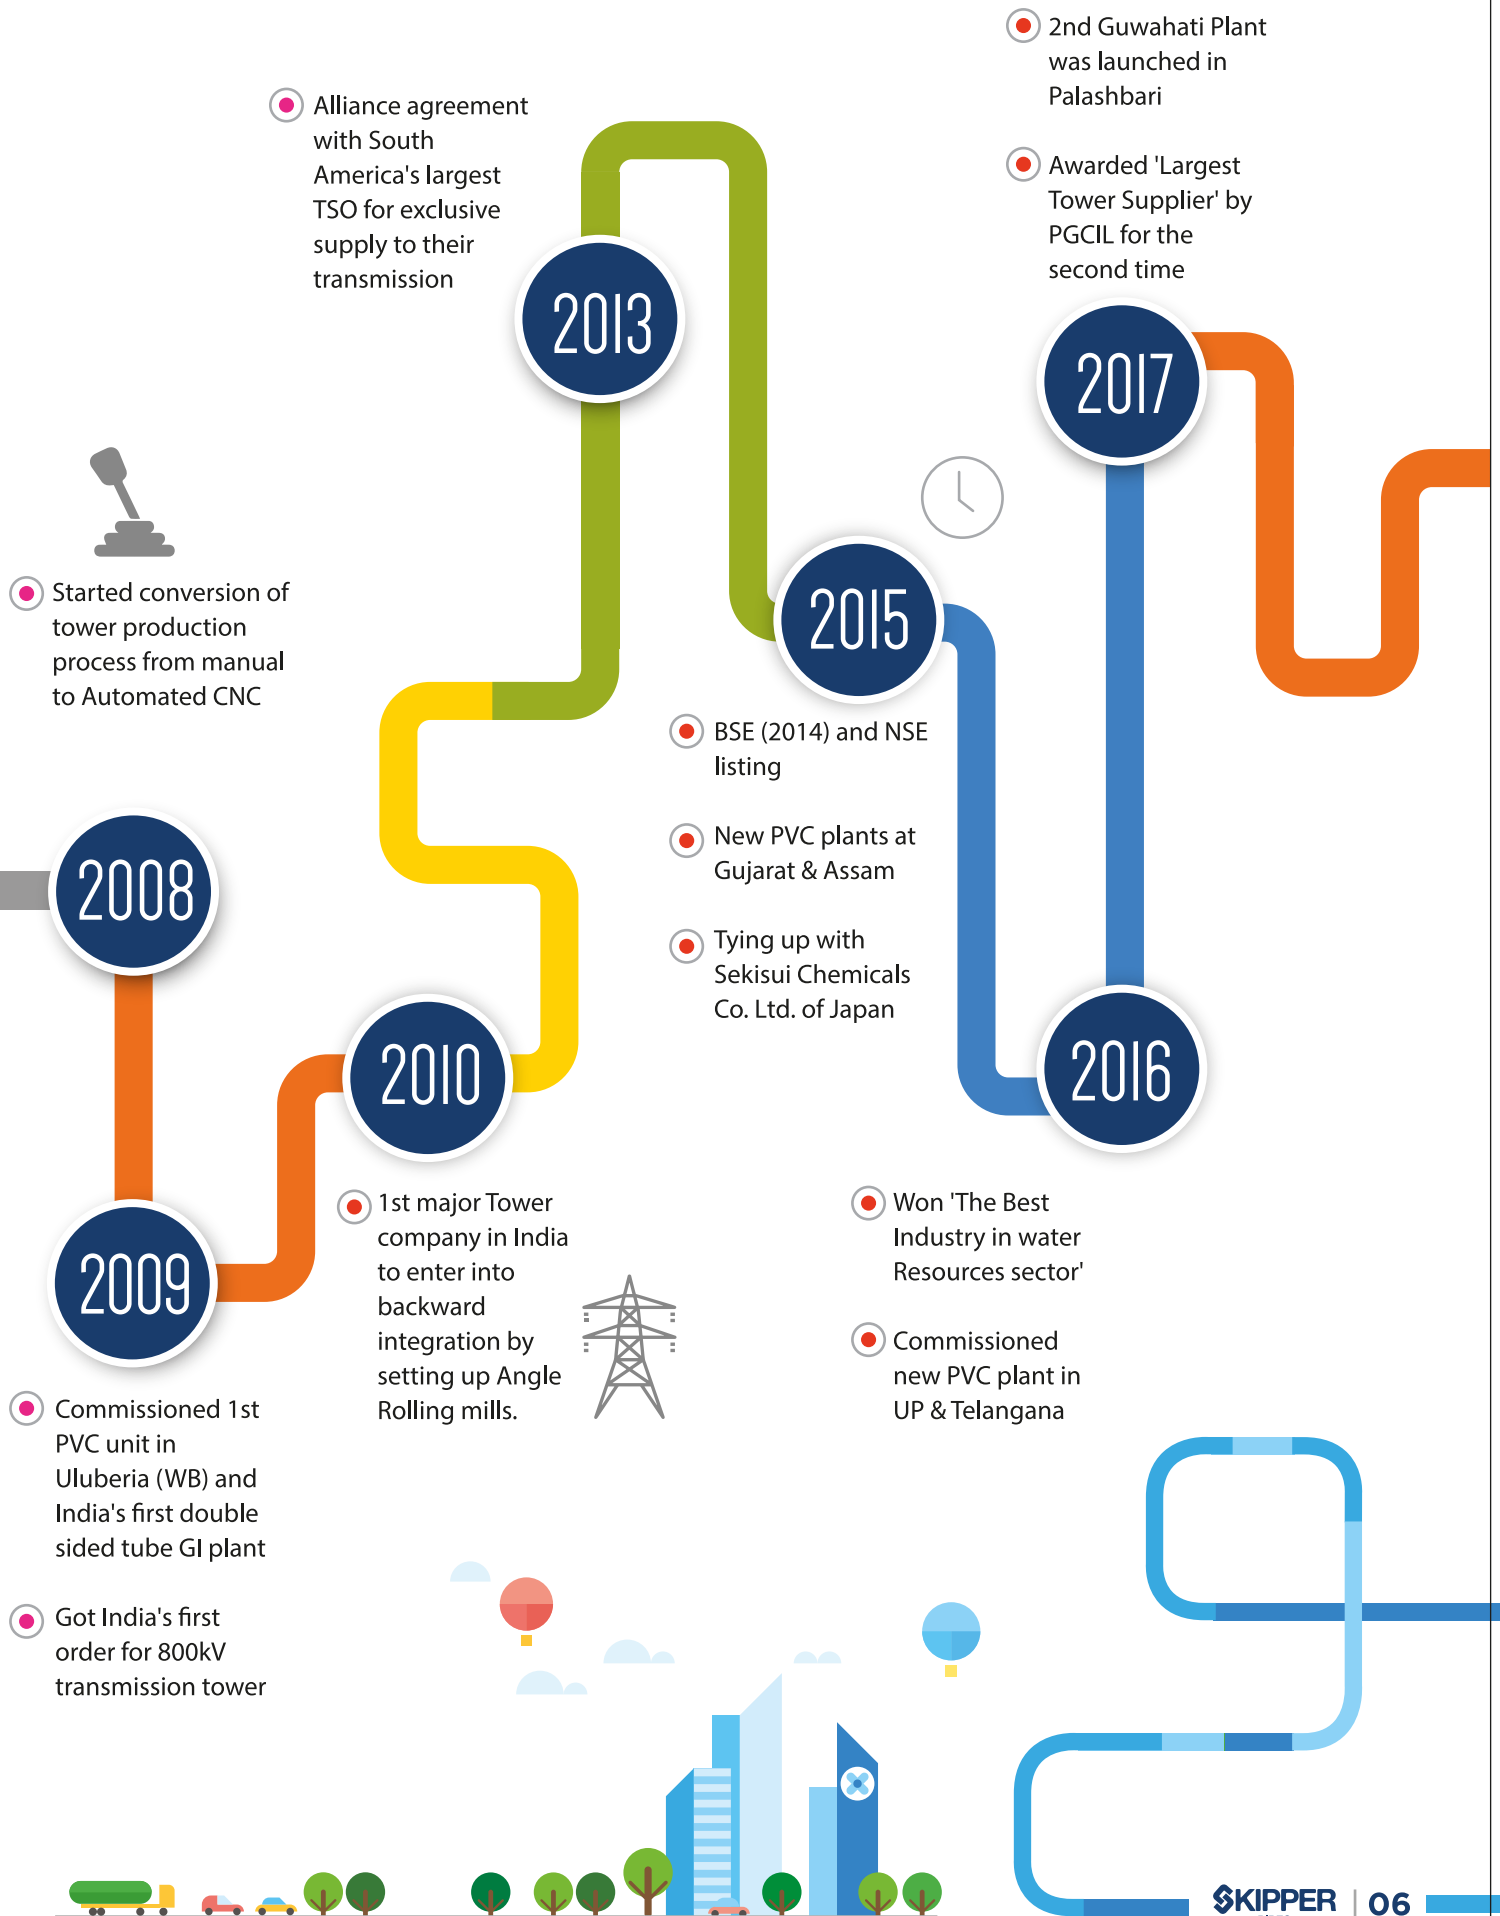 Started conversion of
tower production
process from manual
to Automated CNC
2008
2009
Commissioned 1st
PVC unit in
Uluberia (WB) and
India's first double
sided tube GI plant
Got India's first
order for 800kV
transmission tower
2010
1st major Tower
company in India
to enter into
backward
integration by
setting up Angle
Rolling mills.
Alliance agreement
with South
America's largest
TSO for exclusive
supply to their
transmission
2013
2015
BSE (2014) and NSE
listing
New PVC plants at
Gujarat & Assam
Tying up with
Sekisui Chemicals
Co. Ltd. of Japan
2016
Won 'The Best
Industry in water
Resources sector'
Commissioned
new PVC plant in
UP & Telangana
2nd Guwahati Plant
was launched in
Palashbari
Awarded 'Largest
Tower Supplier' by
PGCIL for the
second time
2017
SKIPPER | 06